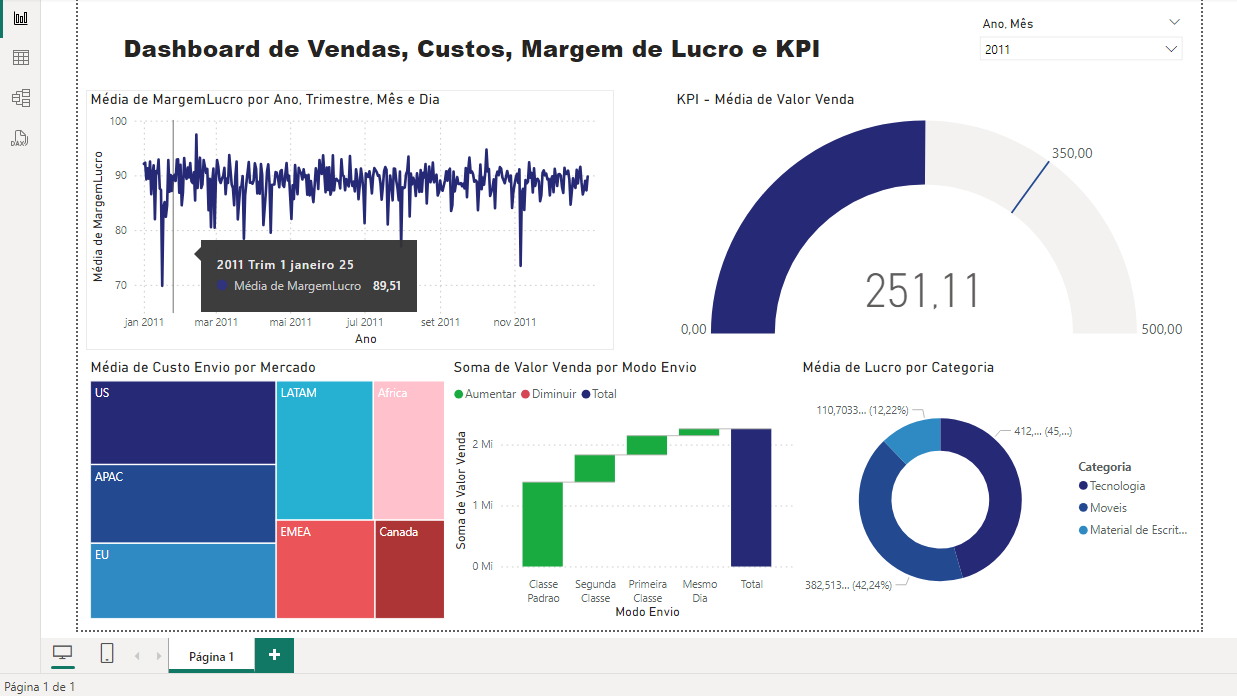 Dashboard de Vendas, Custos, Margem de Lucro e KPI
Ano, Mês
2011
Média de MargemLucro por Ano, Trimestre, Mês e Dia
Média de MargemLucro
100
90
80
70
2011 Trim 1 janeiro 25
Média de MargemLucro 89,51
jan 2011 mar 2011 mai 2011 jul 2011 set 2011 nov 2011
Ano
KPI - Média de Valor Venda
350,00
251,11
0,00
500,00
Média de Custo Envio por Mercado
US
LATAM
Africa
APAC
EMEA
Canada
EU
Soma de Valor Venda por Modo Envio
Aumentar Diminuir Total
Soma de Valor Venda
2 Mi
1 Mi
0 Mi
Classe Padrao
Segunda Classe
Primeira Classe
Mesmo Dia
Total
Modo Envio
Média de Lucro por Categoria
110,7033... (12,22%)
412,... (45,...)
382,513... (42,24%)
Categoria
Tecnologia
Moveis
Material de Escrit...
DAX
Página 1
+
Página 1 de 1